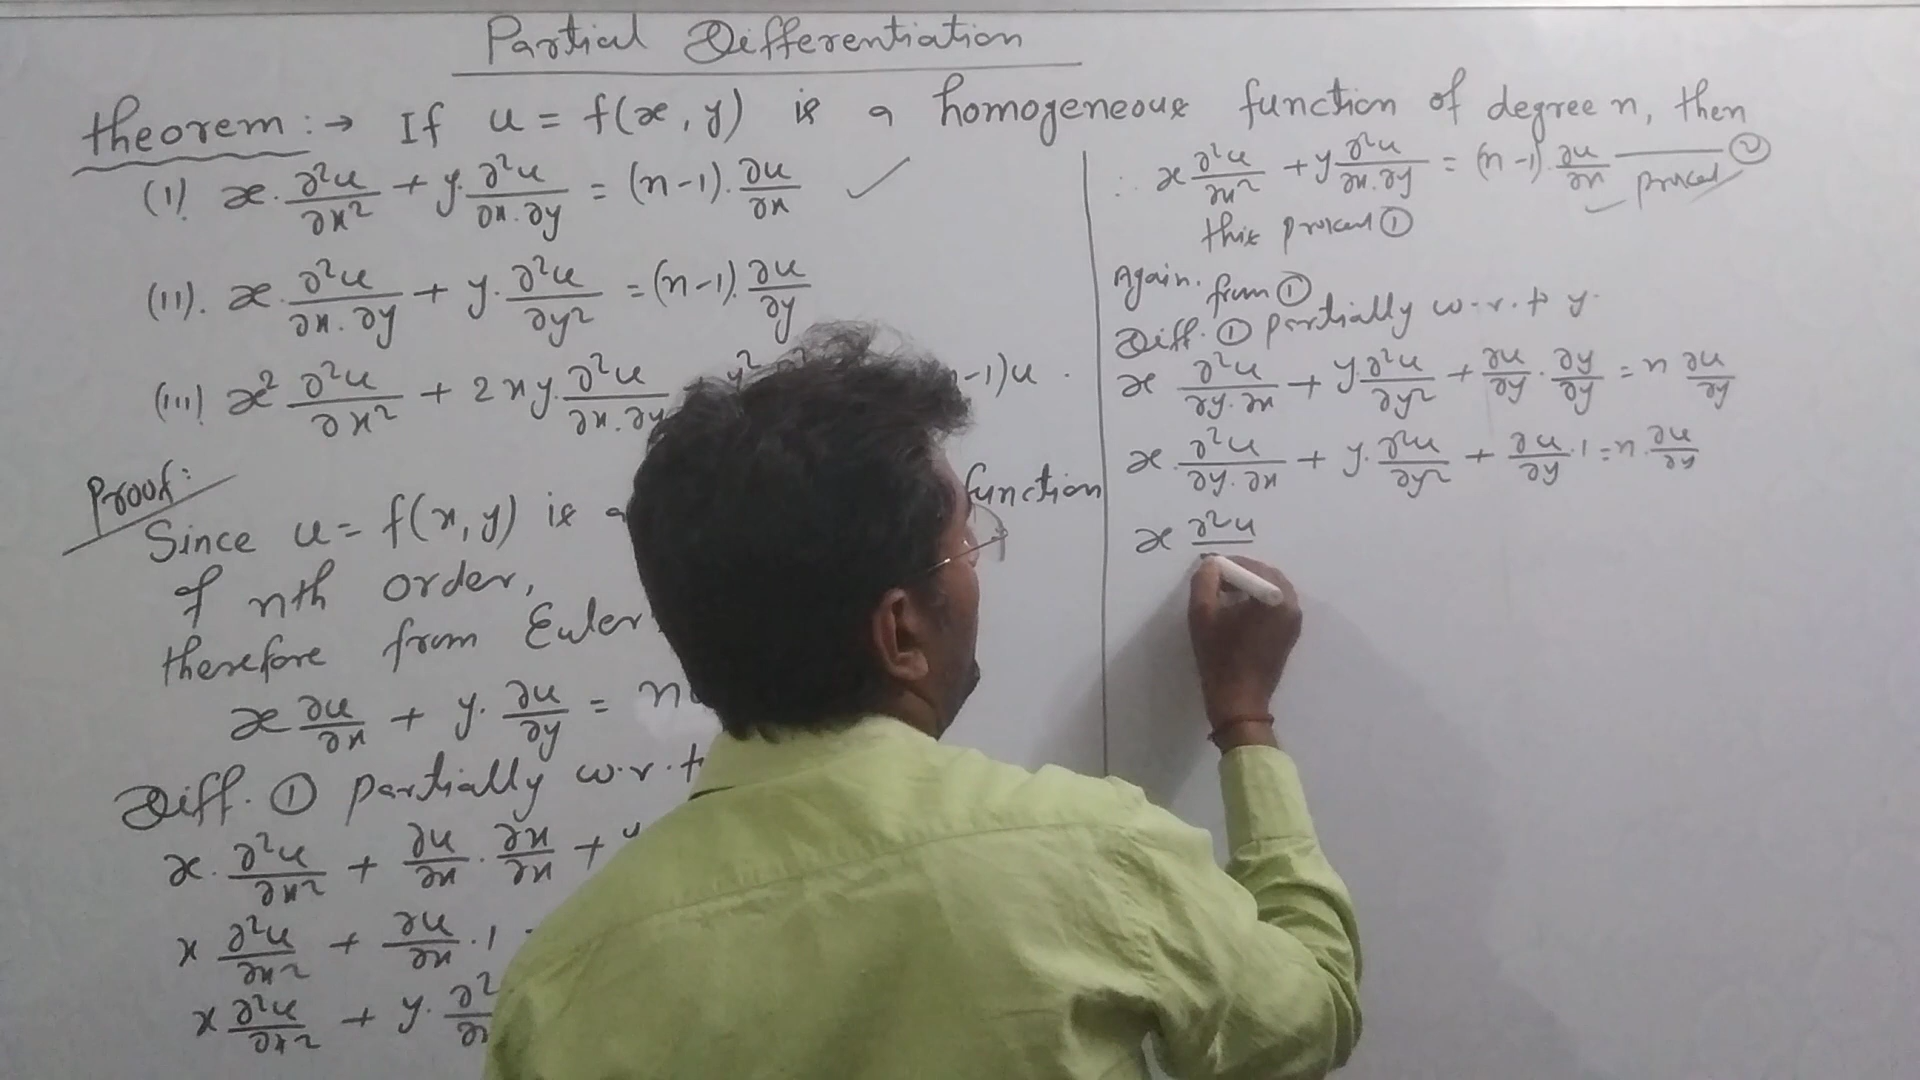 Partial Differentiation
theorem :→ If u = f(x, y) is a homogeneous function of degree n, then
(I) x. ∂²u/∂x² + y. ∂²u/∂x.∂y = (n-1). ∂u/∂x ✓
(II). x. ∂²u/∂x.∂y + y. ∂²u/∂y² = (n-1). ∂u/∂y
(III) x² ∂²u/∂x² + 2xy. ∂²u/∂x.∂y y² -1)u .
Proof:
Since u = f(x, y) is a function
of nth order,
therefore from Euler
x ∂u/∂x + y. ∂u/∂y = n
Diff. ① partially w.r.t
x. ∂²u/∂x² + ∂u/∂x . ∂x/∂x +
x ∂²u/∂x² + ∂u/∂x .1
x ∂²u/∂x² + y. ∂²
∴ x ∂²u/∂x² + y ∂²u/∂x.∂y = (n-1). ∂u/∂x —— ②
this ①
Again. from ①
Diff. ① partially w.r.t y.
x ∂²u/∂y.∂x + y. ∂²u/∂y² + ∂u/∂y . ∂y/∂y = n ∂u/∂y
x. ∂²u/∂y.∂x + y. ∂²u/∂y² + ∂u/∂y .1 = n. ∂u/∂y
x ∂²u